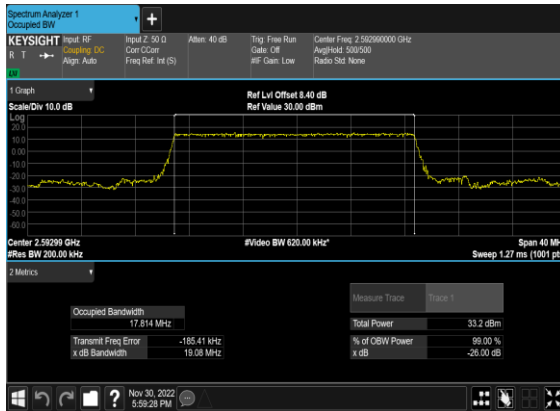 Spectrum Analyzer 1
Occupied BW
KEYSIGHT Input: RF Input Z: 50 Ω Atten: 40 dB Trig: Free Run Center Freq: 2.592990000 GHz
R T Coupling: DC Corr CCorr Gate: Off Avg|Hold: 500/500
Align: Auto Freq Ref: Int (S) #IF Gain: Low Radio Std: None
1 Graph
Ref Lvl Offset 8.40 dB
Scale/Div 10.0 dB Ref Value 30.00 dBm
Log
20.0
10.0
0.00
-10.0
-20.0
-30.0
-40.0
-50.0
-60.0
Center 2.59299 GHz #Video BW 620.00 kHz* Span 40 MH
#Res BW 200.00 kHz Sweep 1.27 ms (1001 pt
2 Metrics
Measure Trace Trace 1
Occupied Bandwidth
17.814 MHz Total Power 33.2 dBm
Transmit Freq Error -185.41 kHz % of OBW Power 99.00 %
x dB Bandwidth 19.08 MHz x dB -26.00 dB
Nov 30, 2022
5:59:28 PM